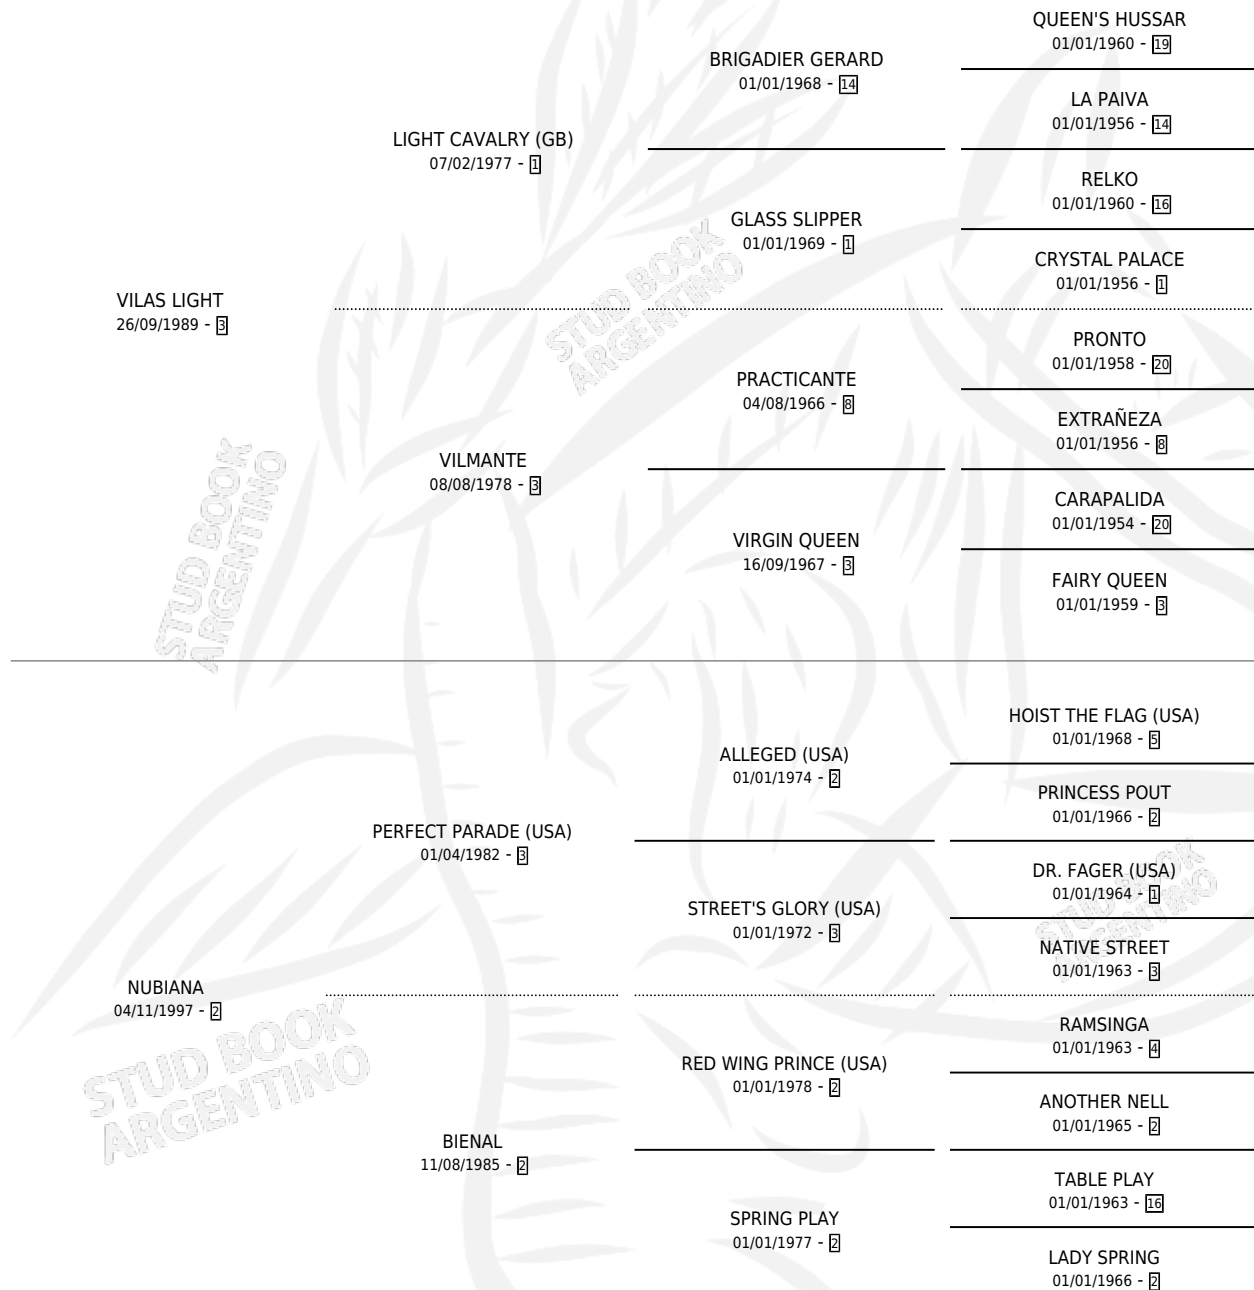 QUEEN'S HUSSAR
01/01/1960 - 19
BRIGADIER GERARD
01/01/1968 - 14
LA PAIVA
01/01/1956 - 14
LIGHT CAVALRY (GB)
07/02/1977 - 1
RELKO
01/01/1960 - 16
GLASS SLIPPER
01/01/1969 - 1
CRYSTAL PALACE
01/01/1956 - 1
VILAS LIGHT
26/09/1989 - 3
PRONTO
01/01/1958 - 20
PRACTICANTE
04/08/1966 - 8
EXTRAÑEZA
01/01/1956 - 8
VILMANTE
08/08/1978 - 3
CARAPALIDA
01/01/1954 - 20
VIRGIN QUEEN
16/09/1967 - 3
FAIRY QUEEN
01/01/1959 - 3
STUD BOOK
ARGENTINO
STUD BOOK
ARGENTINO
HOIST THE FLAG (USA)
01/01/1968 - 5
ALLEGED (USA)
01/01/1974 - 2
PRINCESS POUT
01/01/1966 - 2
PERFECT PARADE (USA)
01/04/1982 - 3
DR. FAGER (USA)
01/01/1964 - 1
STREET'S GLORY (USA)
01/01/1972 - 3
NATIVE STREET
01/01/1963 - 3
NUBIANA
04/11/1997 - 2
RAMSINGA
01/01/1963 - 4
RED WING PRINCE (USA)
01/01/1978 - 2
ANOTHER NELL
01/01/1965 - 2
BIENAL
11/08/1985 - 2
TABLE PLAY
01/01/1963 - 16
SPRING PLAY
01/01/1977 - 2
LADY SPRING
01/01/1966 - 2
STUD BOOK
ARGENTINO
STUD BOOK
ARGENTINO